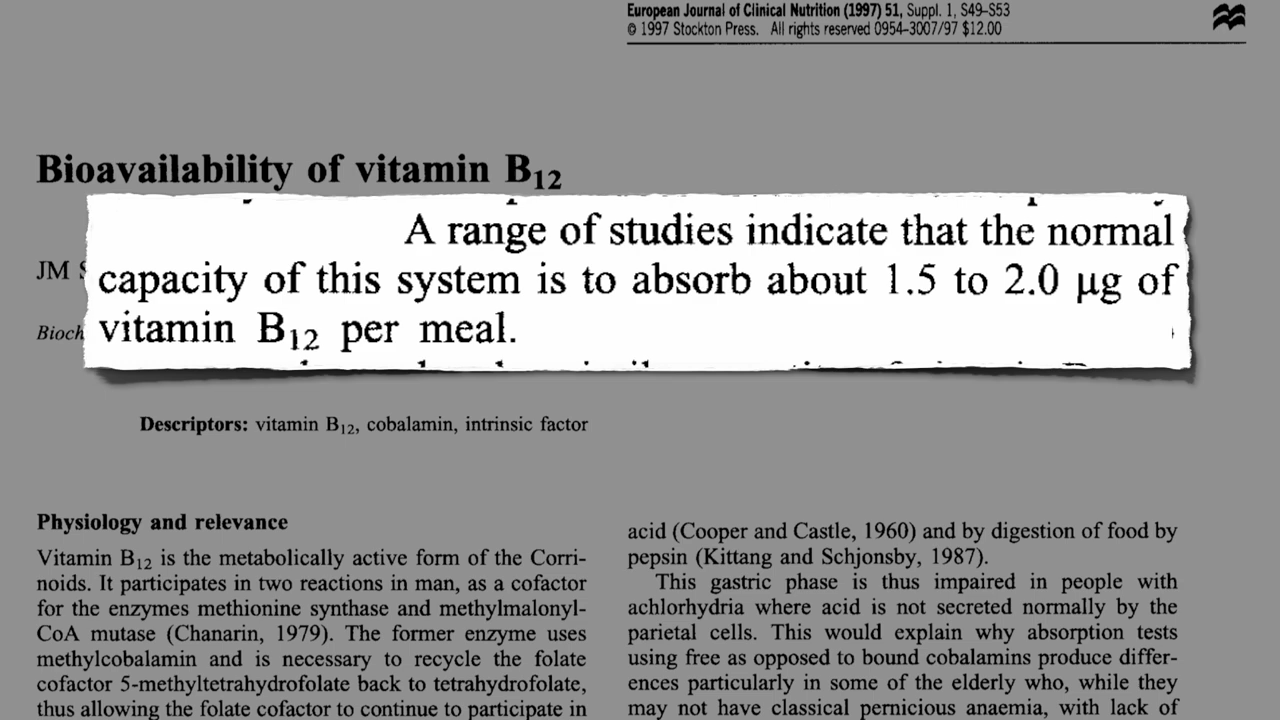 European Journal of Clinical Nutrition (1997) 51, Suppl. 1, S49–S53
© 1997 Stockton Press. All rights reserved 0954–3007/97 $12.00
Bioavailability of vitamin B12
A range of studies indicate that the normal
capacity of this system is to absorb about 1.5 to 2.0 µg of
vitamin B12 per meal.
JM
Descriptors: vitamin B12, cobalamin, intrinsic factor
Physiology and relevance
Vitamin B12 is the metabolically active form of the Corri-
noids. It participates in two reactions in man, as a cofactor
for the enzymes methionine synthase and methylmalonyl-
CoA mutase (Chanarin, 1979). The former enzyme uses
methylcobalamin and is necessary to recycle the folate
cofactor 5-methyltetrahydrofolate back to tetrahydrofolate,
thus allowing the folate cofactor to continue to participate in
acid (Cooper and Castle, 1960) and by digestion of food by
pepsin (Kittang and Schjonsby, 1987).
This gastric phase is thus impaired in people with
achlorhydria where acid is not secreted normally by the
parietal cells. This would explain why absorption tests
using free as opposed to bound cobalamins produce differ-
ences particularly in some of the elderly who, while they
may not have classical pernicious anaemia, with lack of